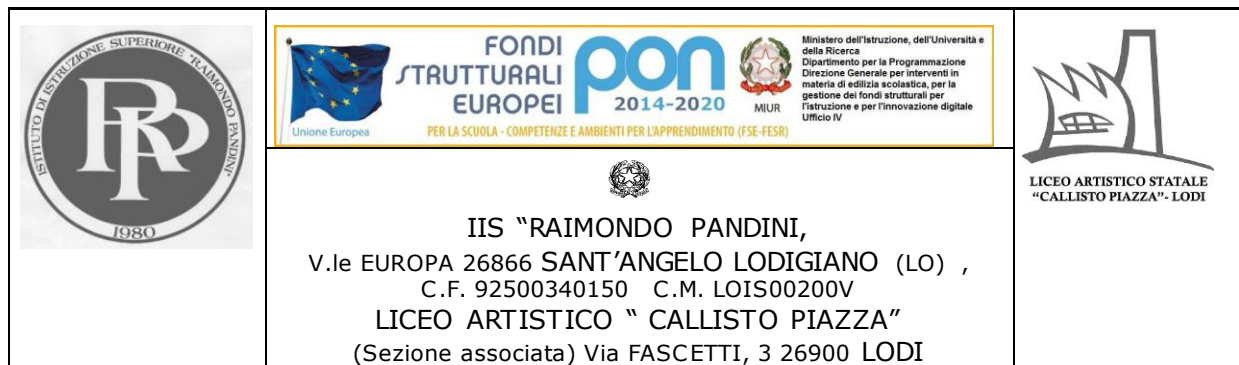 ISTITUTO DI ISTRUZIONE SUPERIORE "RAIMONDO PANDINI"
1980
Unione Europea
FONDI
STRUTTURALI
EUROPEI
pon
2014-2020
MIUR
Ministero dell'Istruzione, dell'Università e
della Ricerca
Dipartimento per la Programmazione
Direzione Generale per interventi in
materia di edilizia scolastica, per la
gestione dei fondi strutturali per
l'istruzione e per l'innovazione digitale
Ufficio IV
PER LA SCUOLA - COMPETENZE E AMBIENTI PER L'APPRENDIMENTO (FSE-FESR)
IIS "RAIMONDO PANDINI,
V.le EUROPA 26866 SANT'ANGELO LODIGIANO (LO) ,
C.F. 92500340150 C.M. LOIS00200V
LICEO ARTISTICO " CALLISTO PIAZZA"
(Sezione associata) Via FASCETTI, 3 26900 LODI
LICEO ARTISTICO STATALE
"CALLISTO PIAZZA"- LODI